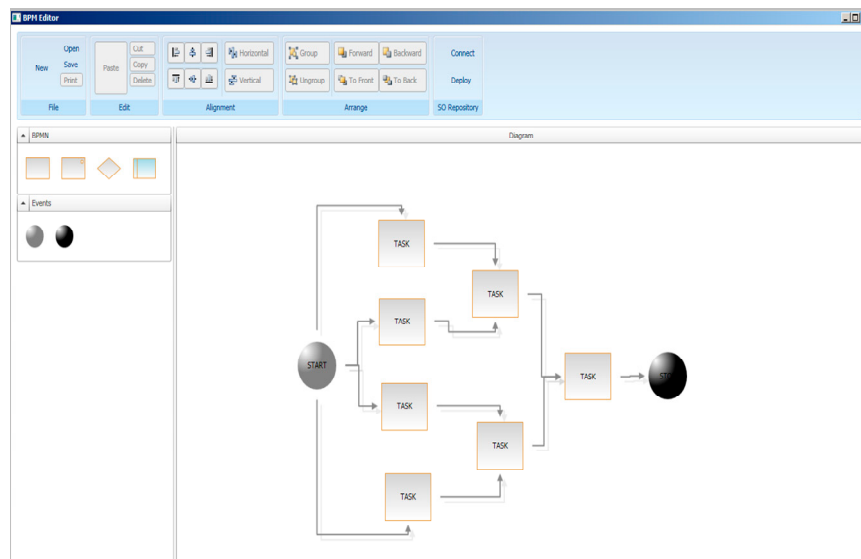 BPM Editor
New
Open
Save
Print
File
Paste
Cut
Copy
Delete
Edit
Horizontal
Vertical
Alignment
Group
Ungroup
Forward
Backward
To Front
To Back
Arrange
Connect
Deploy
SO Repository
BPMN
Events
Diagram
TASK
TASK
TASK
START
TASK
TASK
TASK
TASK